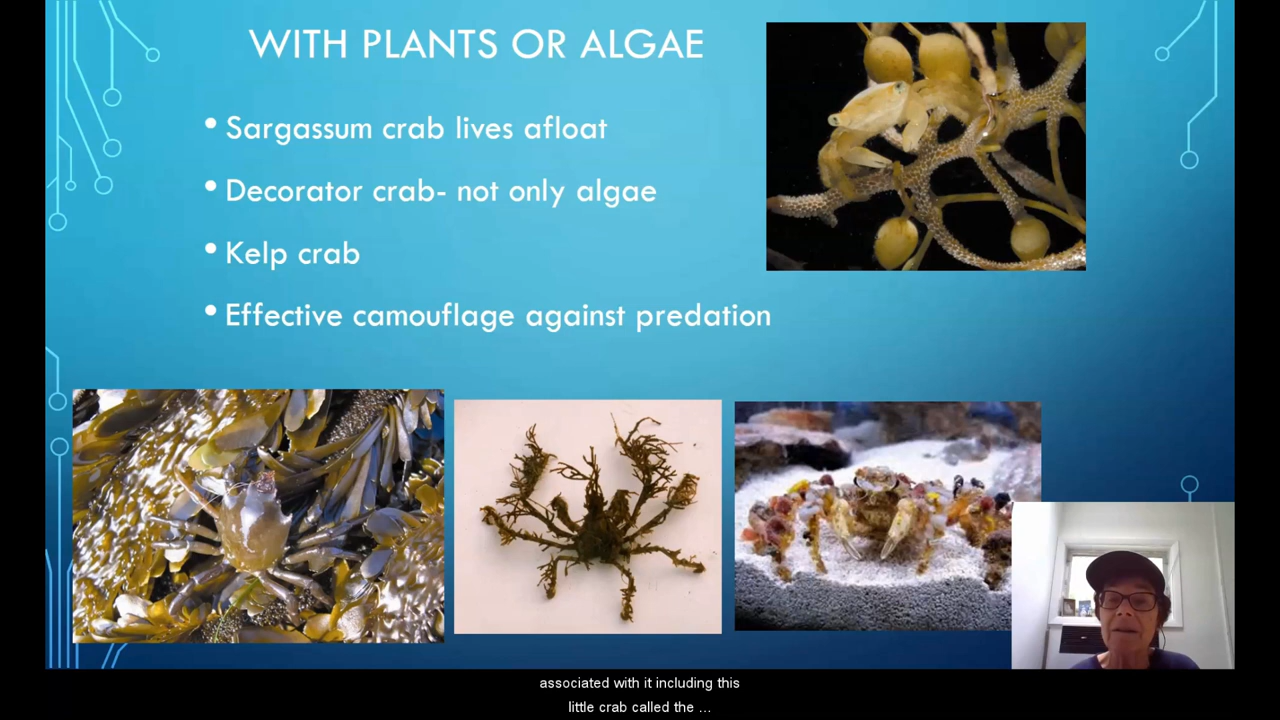 WITH PLANTS OR ALGAE
• Sargassum crab lives afloat
• Decorator crab- not only algae
• Kelp crab
• Effective camouflage against predation
associated with it including this
little crab called the ...